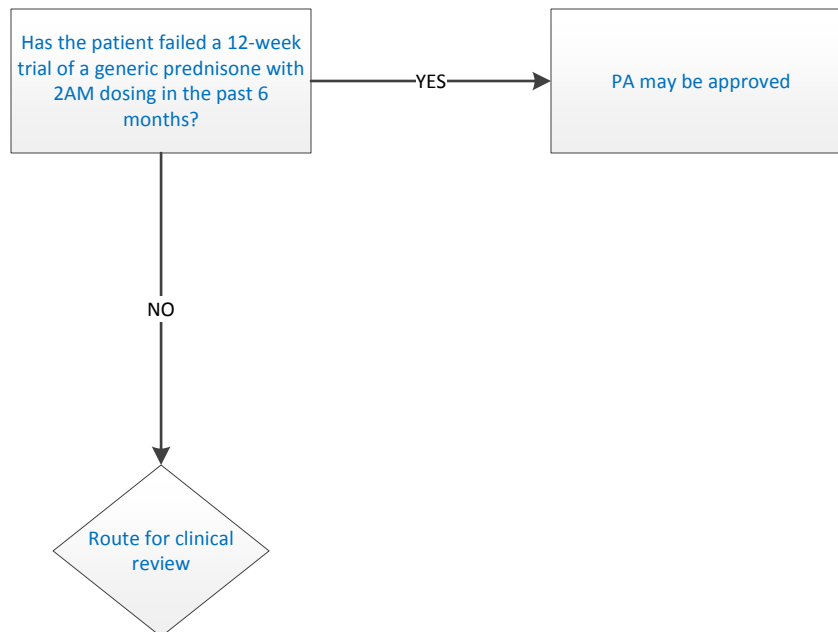 Has the patient failed a 12-week
trial of a generic prednisone with
2AM dosing in the past 6
months?
YES
PA may be approved
NO
Route for clinical
review